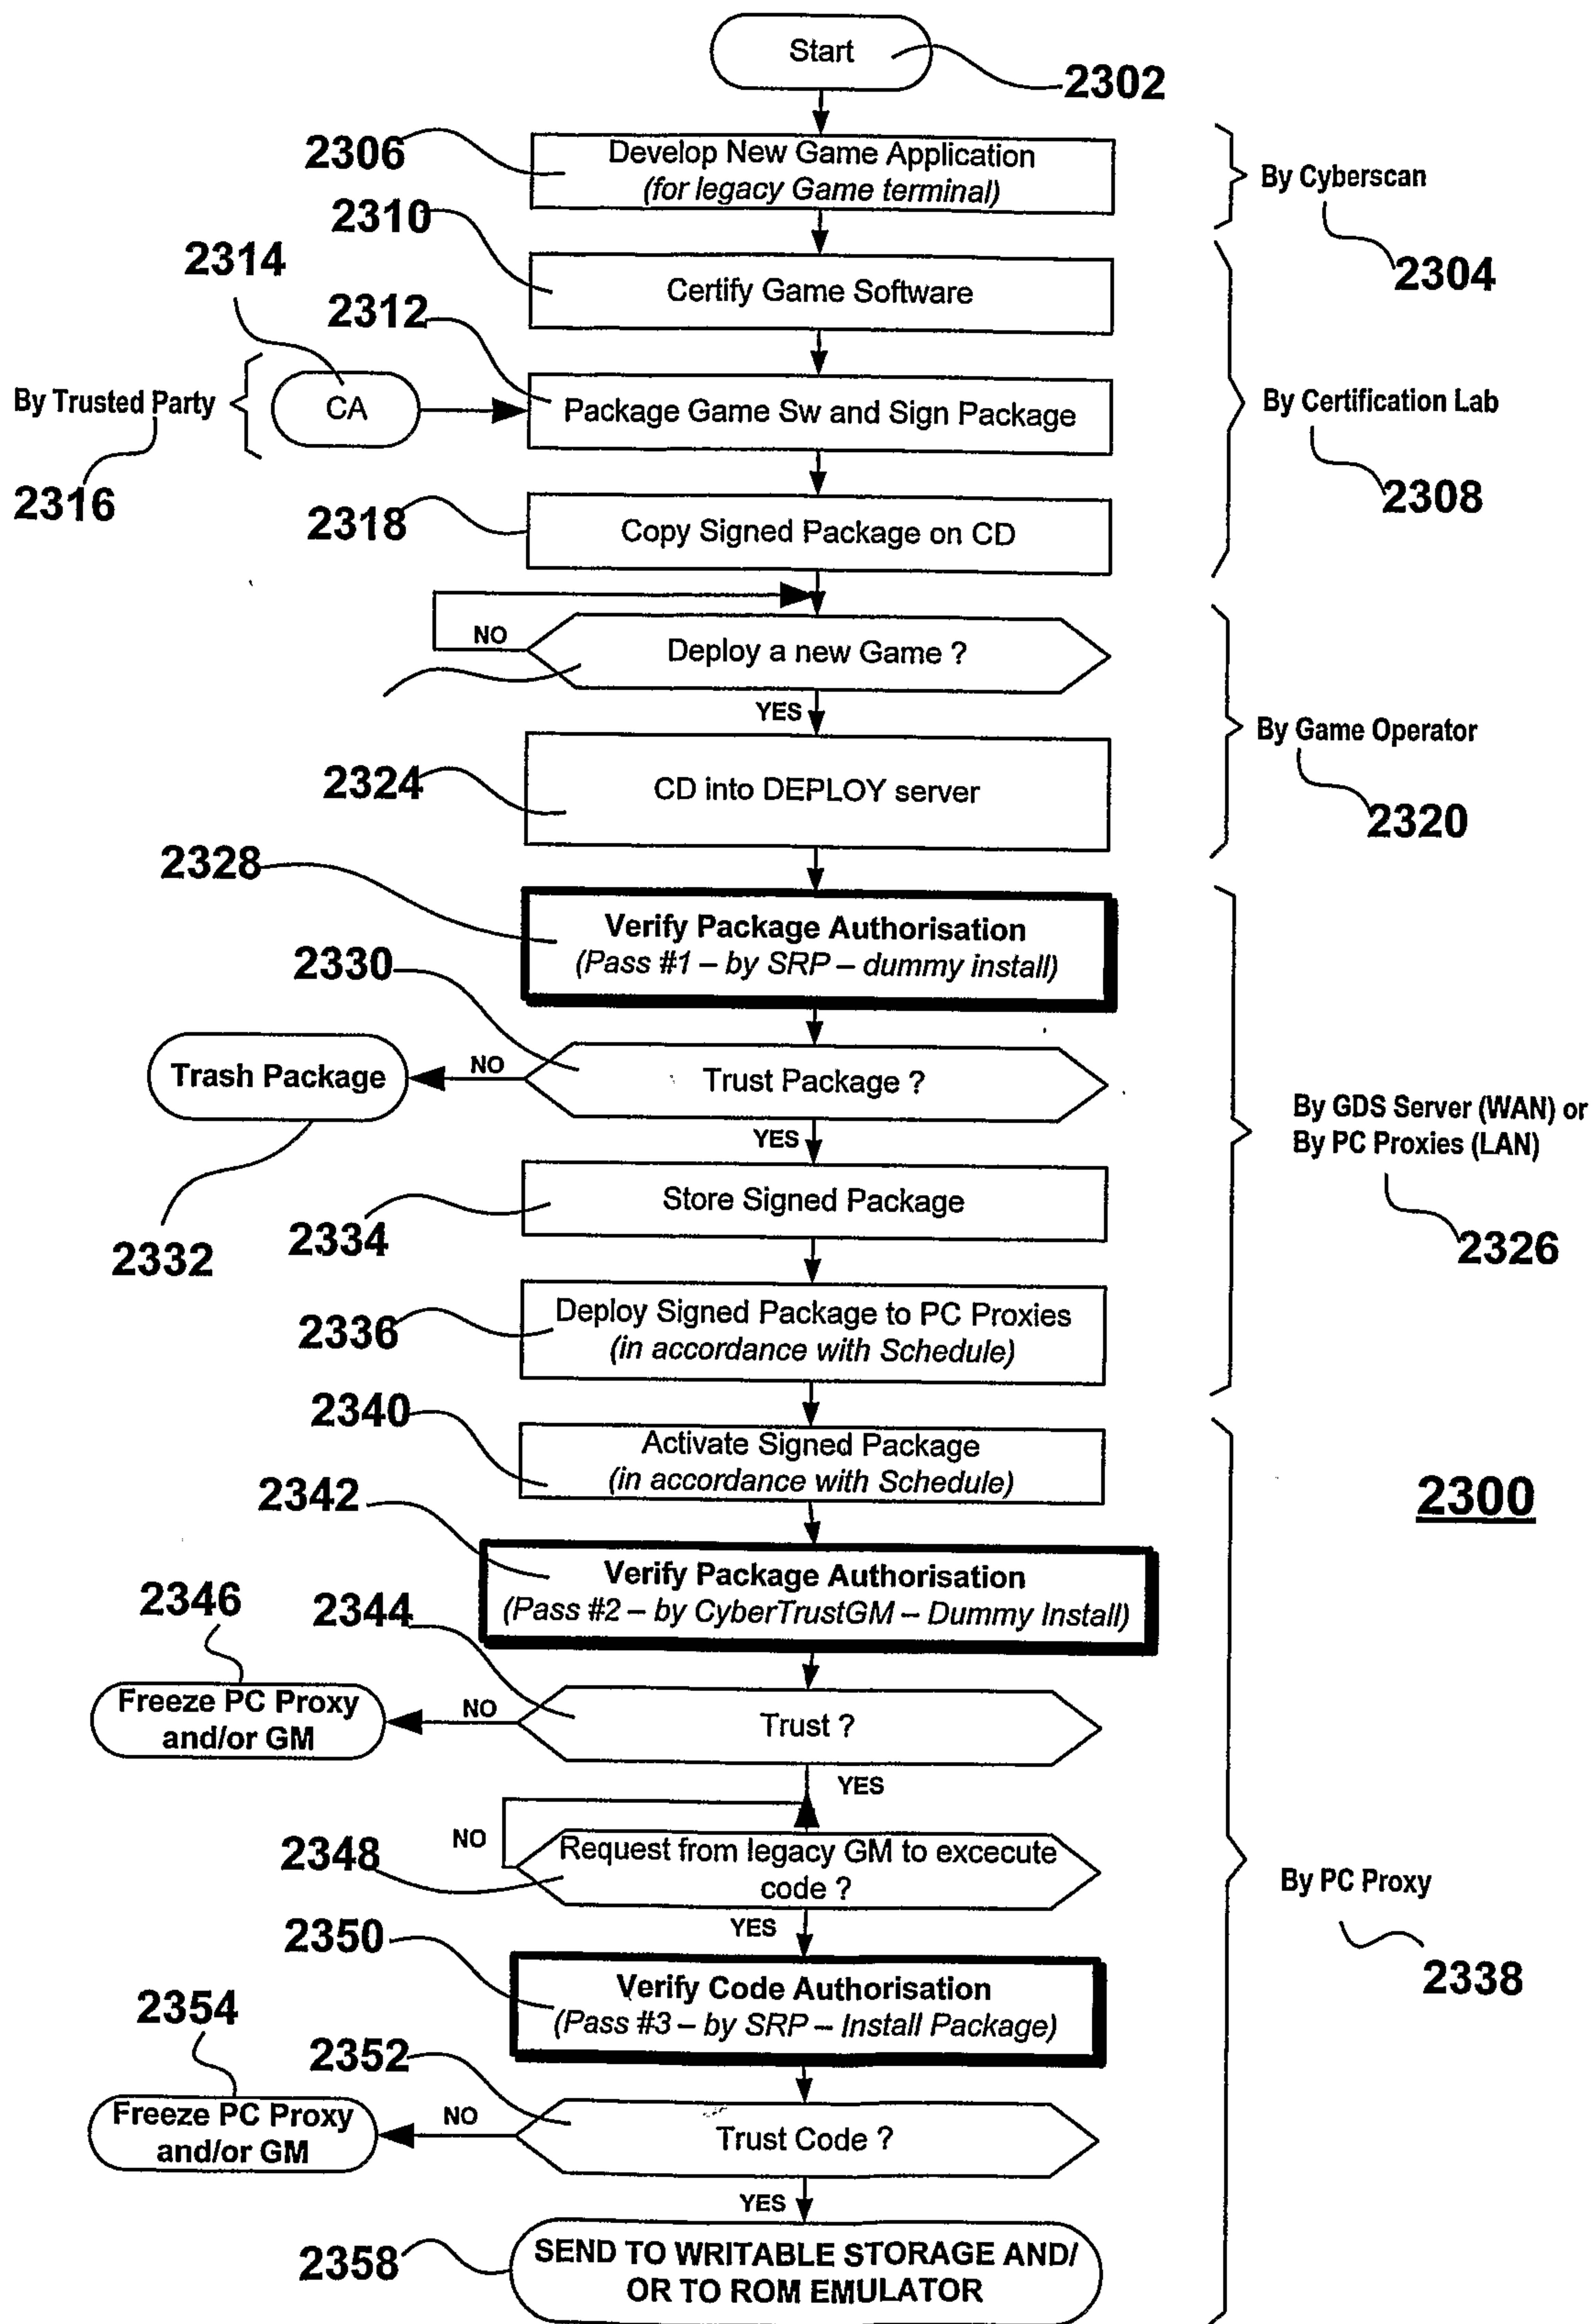 Start
2302
2306
Develop New Game Application
(for legacy Game terminal)
By Cyberscan
2304
2310
Certify Game Software
2314
2312
By Trusted Party
CA
Package Game Sw and Sign Package
By Certification Lab
2316
2308
2318
Copy Signed Package on CD
NO
Deploy a new Game ?
YES
By Game Operator
2324
CD into DEPLOY server
2320
2328
Verify Package Authorisation
(Pass #1 – by SRP – dummy install)
2330
Trash Package
NO
Trust Package ?
YES
By GDS Server (WAN) or
By PC Proxies (LAN)
2332
2334
Store Signed Package
2326
2336
Deploy Signed Package to PC Proxies
(in accordance with Schedule)
2340
Activate Signed Package
(in accordance with Schedule)
2342
2300
Verify Package Authorisation
(Pass #2 – by CyberTrustGM – Dummy Install)
2346
2344
Freeze PC Proxy
and/or GM
NO
Trust ?
YES
NO
2348
Request from legacy GM to excecute
code ?
By PC Proxy
YES
2350
Verify Code Authorisation
(Pass #3 – by SRP – Install Package)
2338
2354
2352
Freeze PC Proxy
and/or GM
NO
Trust Code ?
YES
2358
SEND TO WRITABLE STORAGE AND/
OR TO ROM EMULATOR